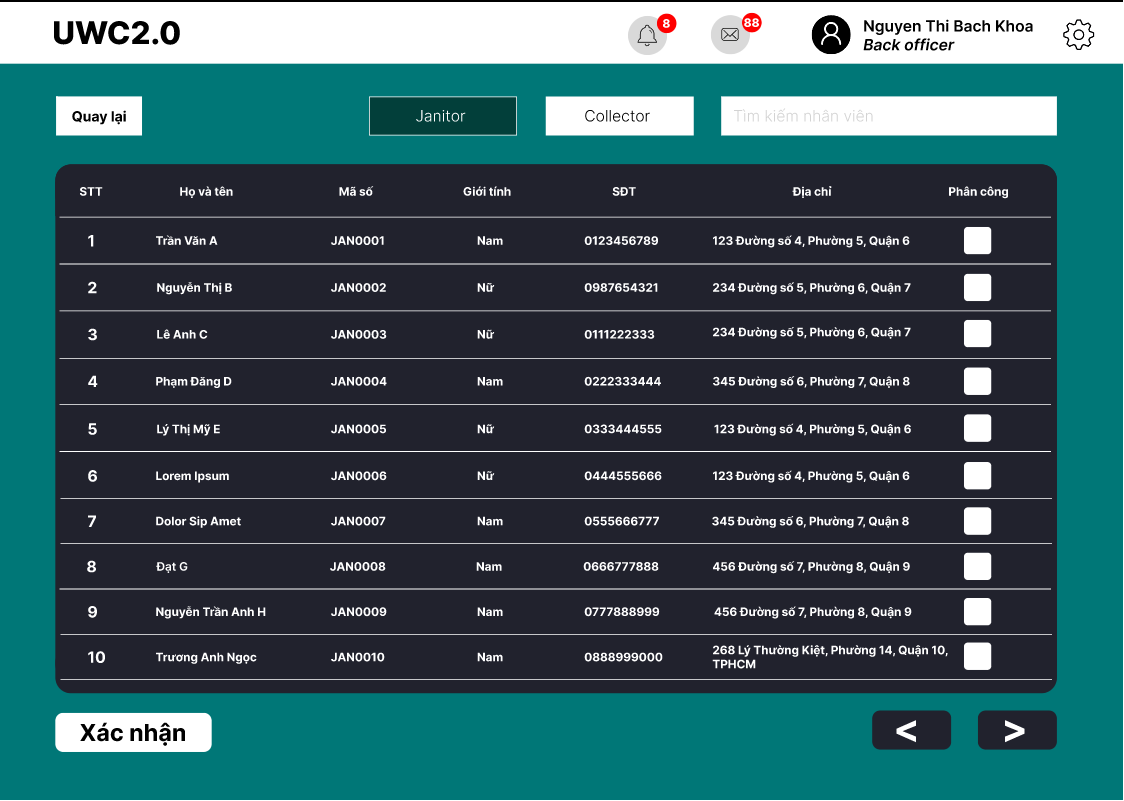 UWC2.0
8
88
Nguyen Thi Bach Khoa
Back officer
Quay lại
Janitor
Collector
Tìm kiếm nhân viên
STT Họ và tên Mã số Giới tính SĐT Địa chỉ Phân công
1 Trần Văn A JAN0001 Nam 0123456789 123 Đường số 4, Phường 5, Quận 6
2 Nguyễn Thị B JAN0002 Nữ 0987654321 234 Đường số 5, Phường 6, Quận 7
3 Lê Anh C JAN0003 Nữ 0111222333 234 Đường số 5, Phường 6, Quận 7
4 Phạm Đăng D JAN0004 Nam 0222333444 345 Đường số 6, Phường 7, Quận 8
5 Lý Thị Mỹ E JAN0005 Nữ 0333444555 123 Đường số 4, Phường 5, Quận 6
6 Lorem Ipsum JAN0006 Nữ 0444555666 123 Đường số 4, Phường 5, Quận 6
7 Dolor Sip Amet JAN0007 Nam 0555666777 345 Đường số 6, Phường 7, Quận 8
8 Đạt G JAN0008 Nam 0666777888 456 Đường số 7, Phường 8, Quận 9
9 Nguyễn Trần Anh H JAN0009 Nam 0777888999 456 Đường số 7, Phường 8, Quận 9
10 Trương Anh Ngọc JAN0010 Nam 0888999000 268 Lý Thường Kiệt, Phường 14, Quận 10,
TPHCM
Xác nhận
< >